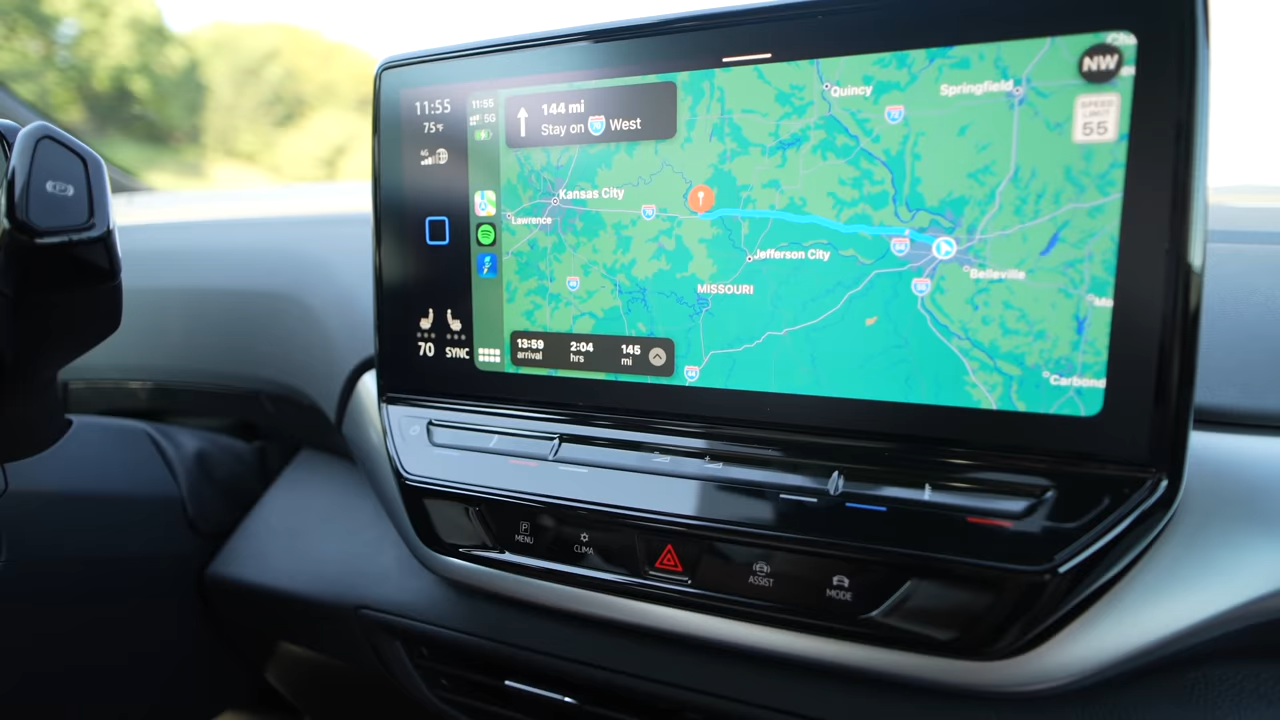 P
11:55
75°F
4G
70
SYNC
11:55
5G
144 mi
Stay on 70 West
NW
SPEED
LIMIT
55
Quincy
Springfield
72
Kansas City
Lawrence
70
Jefferson City
MISSOURI
64
Belleville
49
55
44
Carbond
13:59
arrival
2:04
hrs
145
mi
P
MENU
CLIMA
ASSIST
MODE